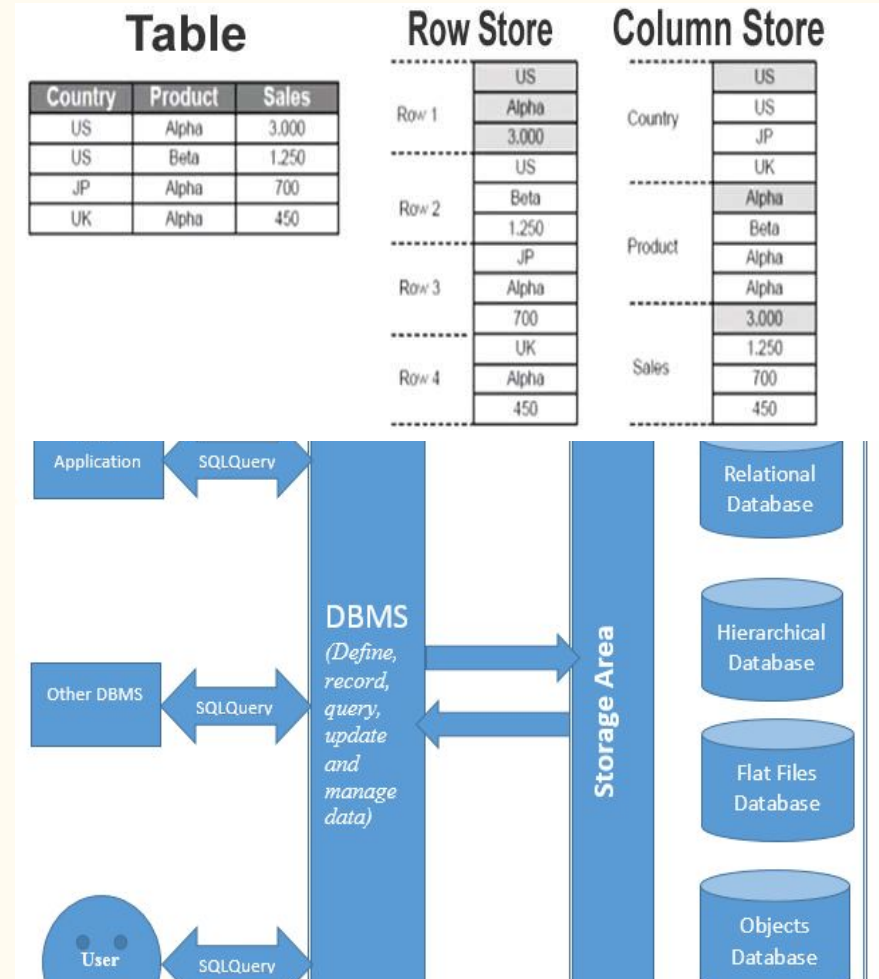 Table
Country Product Sales
US Alpha 3.000
US Beta 1.250
JP Alpha 700
UK Alpha 450
Row Store
Row 1
US
Alpha
3.000
Row 2
US
Beta
1.250
Row 3
JP
Alpha
700
Row 4
UK
Alpha
450
Column Store
Country
US
US
JP
UK
Product
Alpha
Beta
Alpha
Alpha
Sales
3.000
1.250
700
450
Application
SQLQuery
Other DBMS
SQLQuery
User
SQLQuery
DBMS
(Define,
record,
query,
update
and
manage
data)
Storage Area
Relational
Database
Hierarchical
Database
Flat Files
Database
Objects
Database